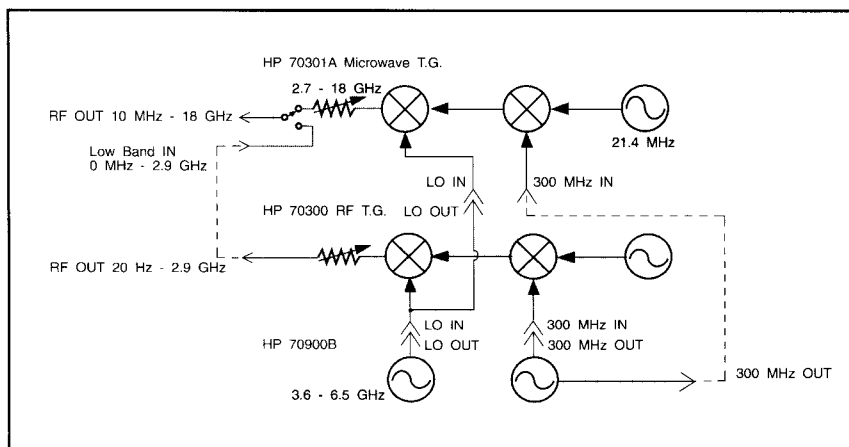 HP 70301A Microwave T.G.
2.7 - 18 GHz
RF OUT 10 MHz - 18 GHz
21.4 MHz
Low Band IN
0 MHz - 2.9 GHz
LO IN
300 MHz IN
HP 70300 RF T.G.
LO OUT
RF OUT 20 Hz - 2.9 GHz
LO IN
300 MHz IN
HP 70900B
LO OUT
300 MHz OUT
300 MHz OUT
3.6 - 6.5 GHz